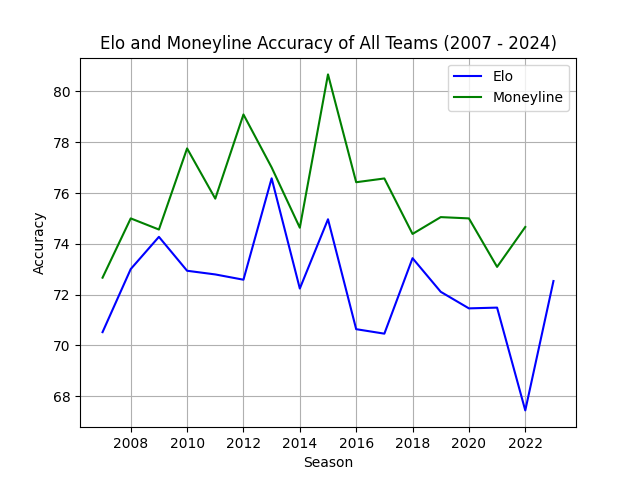 Elo and Moneyline Accuracy of All Teams (2007 - 2024)
Elo
Moneyline
80
78
76
74
72
70
68
Accuracy
2008 2010 2012 2014 2016 2018 2020 2022
Season